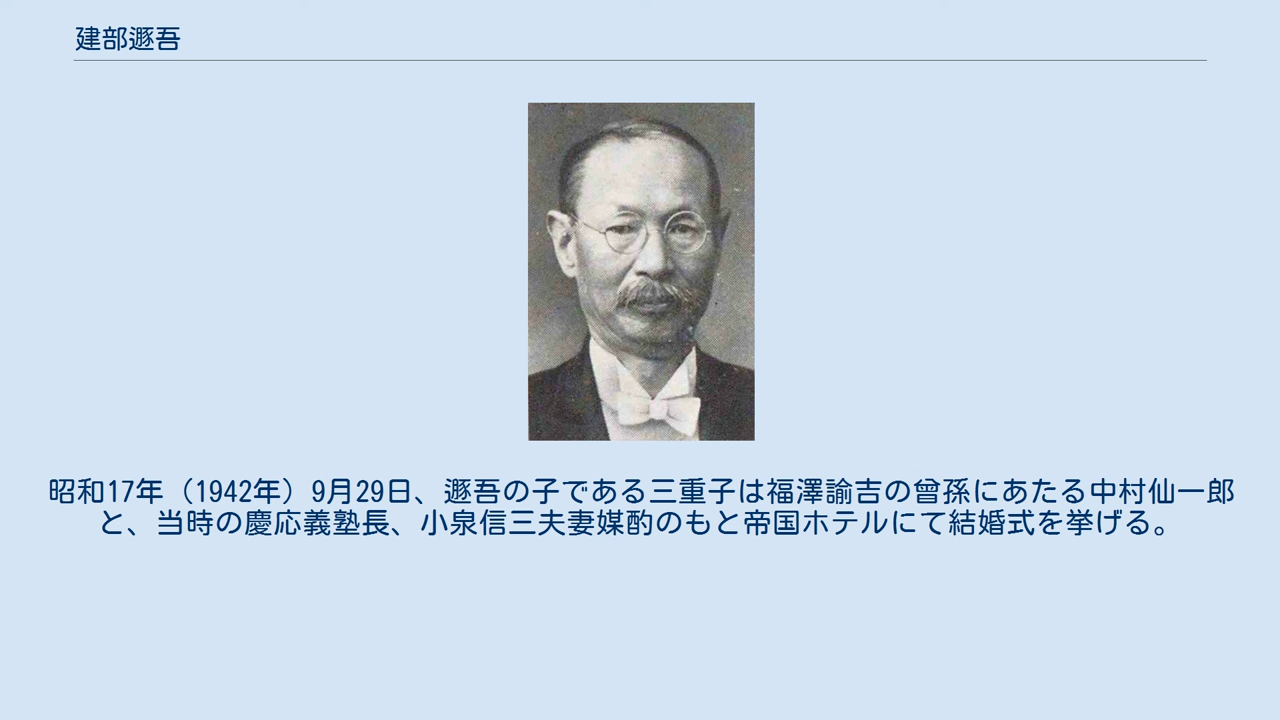 建部遯吾
昭和17年（1942年）9月29日、遯吾の子である三重子は福澤諭吉の曾孫にあたる中村仙一郎
と、当時の慶応義塾長、小泉信三夫妻媒酌のもと帝国ホテルにて結婚式を挙げる。